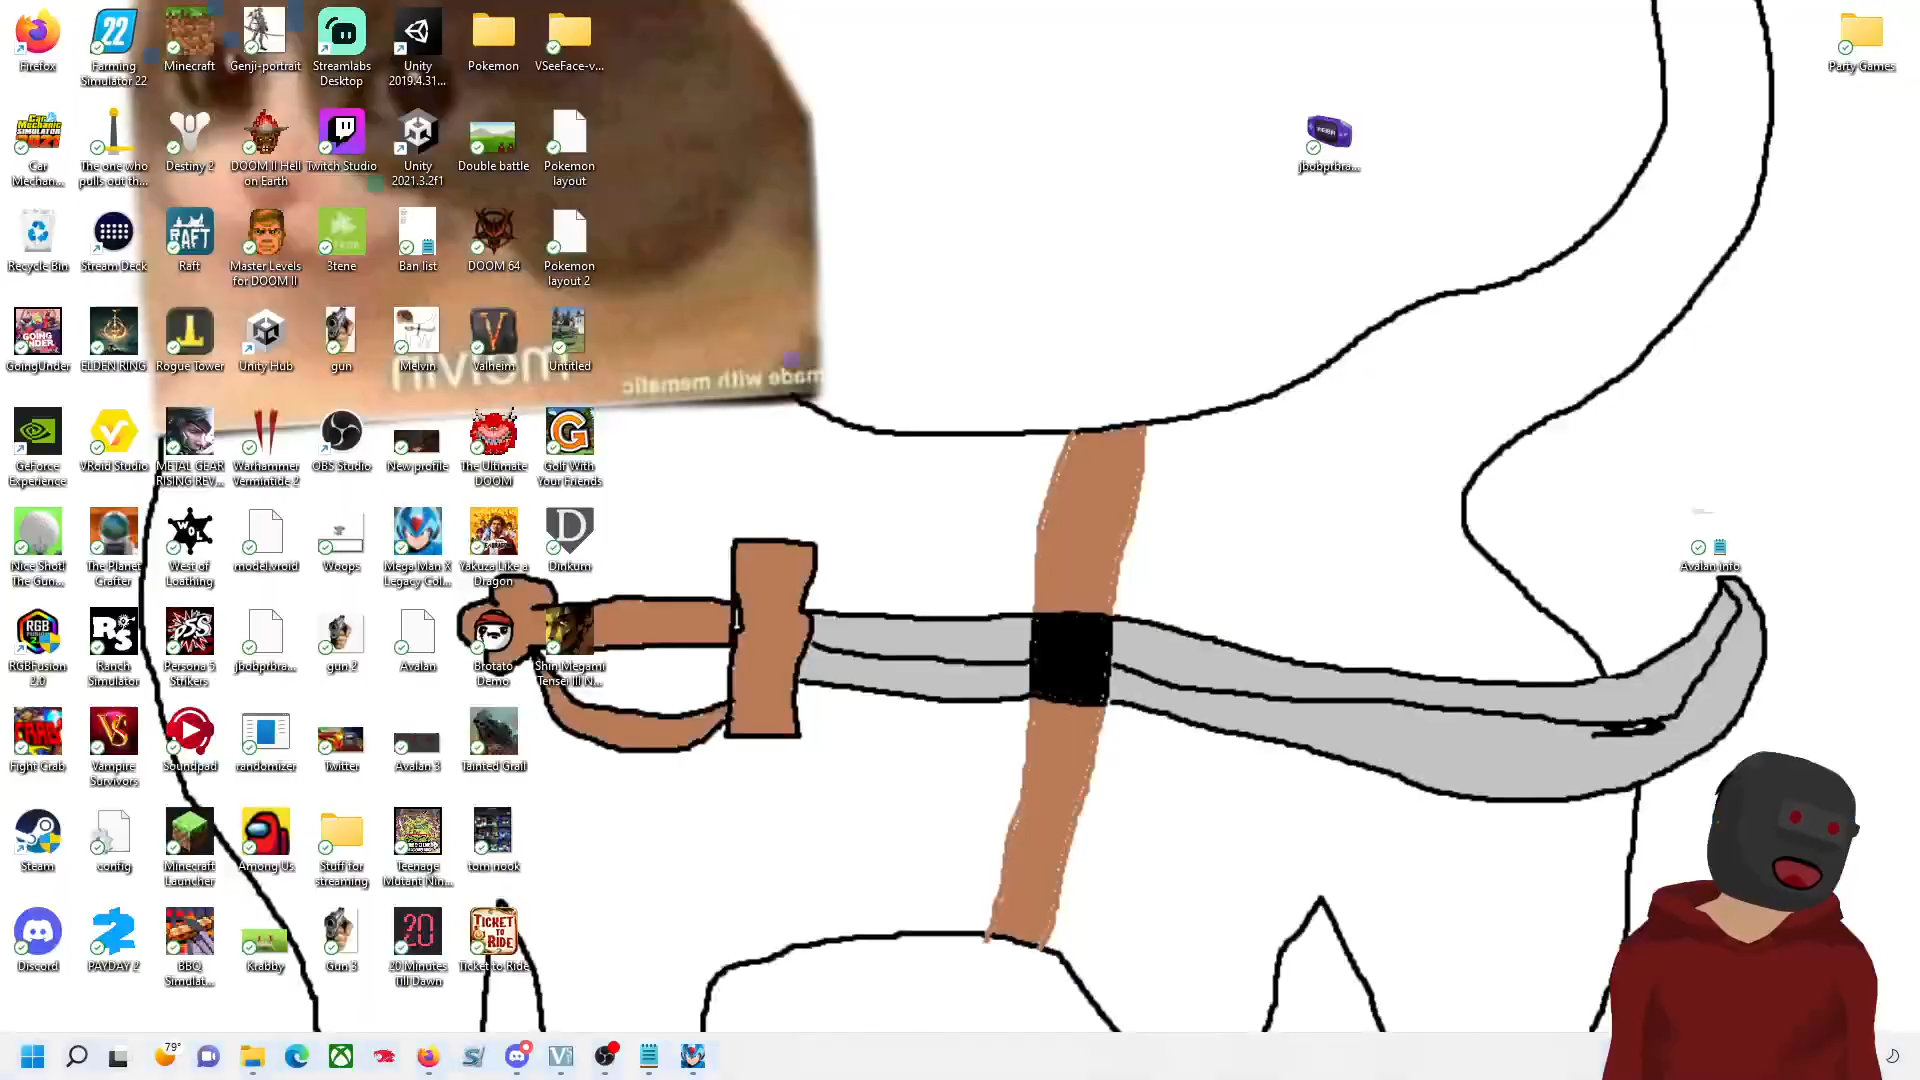 Firefox
Farming
Simulator 22
Minecraft
Genji-portrait
Streamlabs
Desktop
Unity
2019.4.31...
Pokemon
VSeeFace-v...
Party Games
Car
Mechan...
The one who
pulls out th...
Destiny 2
DOOM II Hell
on Earth
Twitch Studio
Unity
2021.3.2f1
Double battle
Pokemon
layout
jbobprbra...
Recycle Bin
Stream Deck
RAFT
Raft
Master Levels
for DOOM II
3tene
Ban list
DOOM 64
Pokemon
layout 2
GoingUnder
ELDEN RING
Rogue Tower
Unity Hub
gun
Melvin
Valheim
Untitled
melvin
made with mematic
GeForce
Experience
VRoid Studio
METAL GEAR
RISING REV...
Warhammer
Vermintide 2
OBS Studio
New profile
The Ultimate
DOOM
Golf With
Your Friends
Nice Shot!
The Gun...
The Planet
Crafter
West of
Loathing
model.vroid
Woops
Mega Man X
Legacy Col...
Yakuza Like a
Dragon
Dinkum
Avalan info
RGBFusion
2.0
Ranch
Simulator
Persona 5
Strikers
jbobprbra...
gun 2
Avalan
Brotato
Demo
Shin Megami
Tensei III N...
Fight Crab
Vampire
Survivors
Soundpad
randomizer
Twitter
Avalan 3
Tainted Grail
Steam
config
Minecraft
Launcher
Among Us
Stuff for
streaming
Teenage
Mutant Nin...
tom nook
Discord
PAYDAY 2
BBQ
Simulat...
Krabby
Gun 3
20 Minutes
Till Dawn
Ticket to Ride
79°